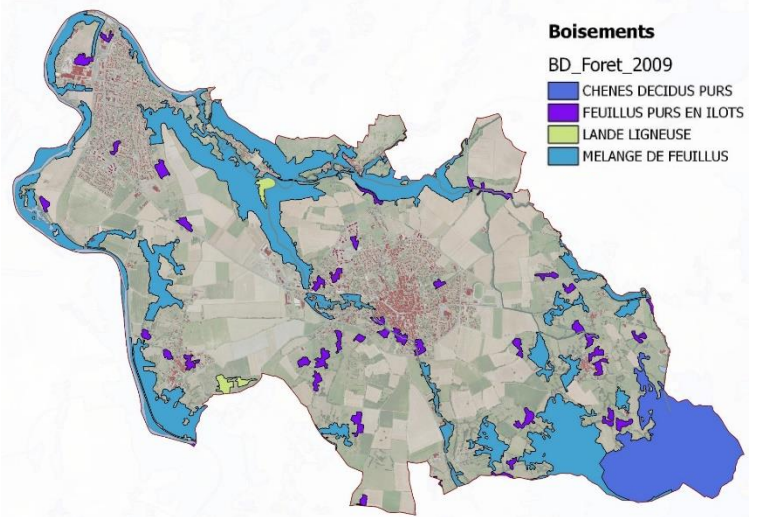 Boisements
BD_Foret_2009
CHENES DECIDUS PURS
FEUILLUS PURS EN ILOTS
LANDE LIGNEUSE
MELANGE DE FEUILLUS